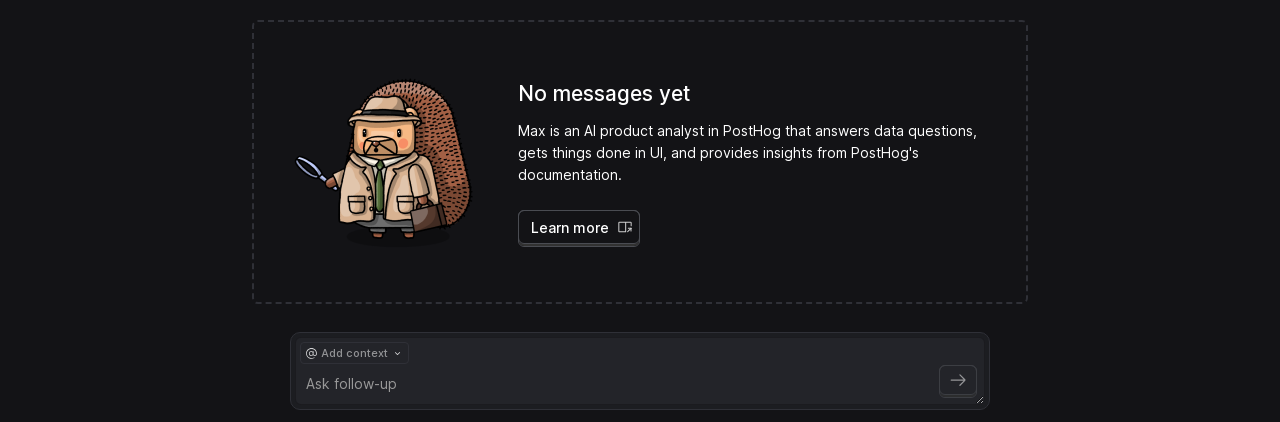 No messages yet
Max is an AI product analyst in PostHog that answers data questions,
gets things done in UI, and provides insights from PostHog's
documentation.
Learn more
@ Add context
Ask follow-up